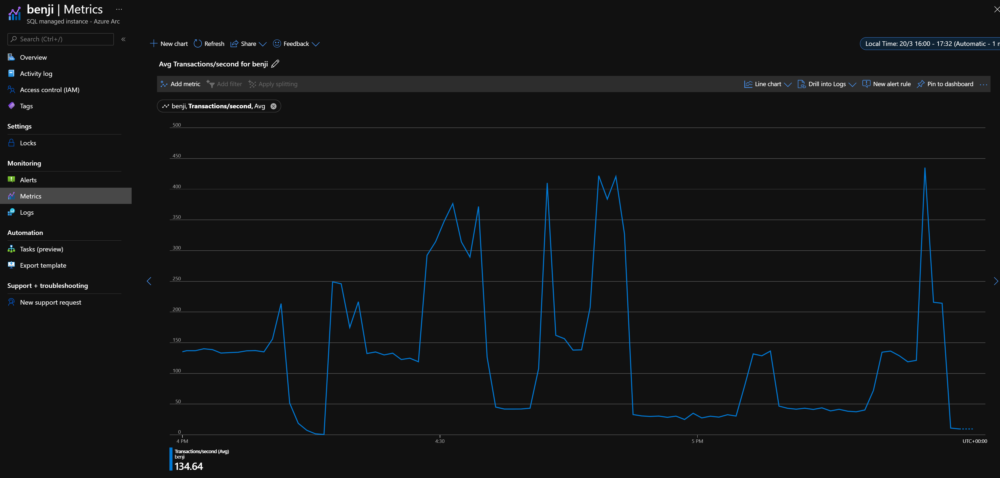 benji | Metrics ...
SQL managed instance - Azure Arc
Search (Ctrl+/)
Overview
Activity log
Access control (IAM)
Tags
Settings
Locks
Monitoring
Alerts
Metrics
Logs
Automation
Tasks (preview)
Export template
Support + troubleshooting
New support request
New chart Refresh Share Feedback
Local Time: 20/3 16:00 - 17:32 (Automatic - 1 m
Avg Transactions/second for benji
Add metric Add filter Apply splitting
Line chart Drill into Logs New alert rule Pin to dashboard ...
benji, Transactions/second, Avg
500
450
400
350
300
250
200
150
100
50
0
4 PM 4:30 5 PM UTC+00:00
Transactions/second (Avg)
benji
134.64